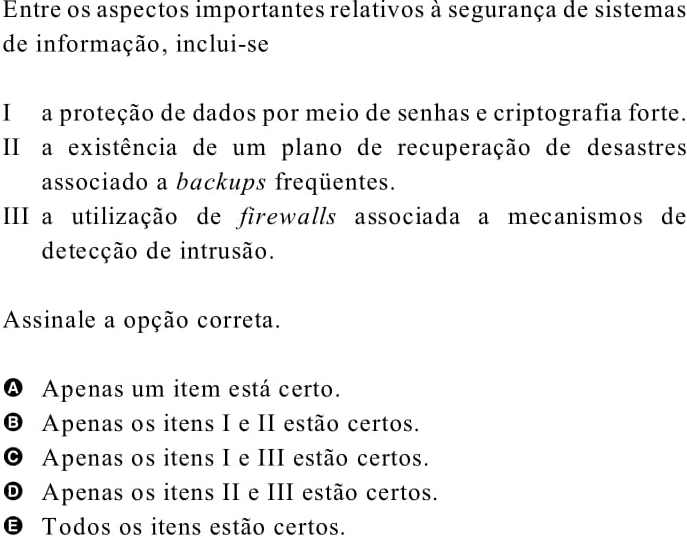 Entre os aspectos importantes relativos à segurança de sistemas
de informação, inclui-se
I a proteção de dados por meio de senhas e criptografia forte.
II a existência de um plano de recuperação de desastres
associado a backups freqüentes.
III a utilização de firewalls associada a mecanismos de
detecção de intrusão.
Assinale a opção correta.
A Apenas um item está certo.
B Apenas os itens I e II estão certos.
C Apenas os itens I e III estão certos.
D Apenas os itens II e III estão certos.
E Todos os itens estão certos.